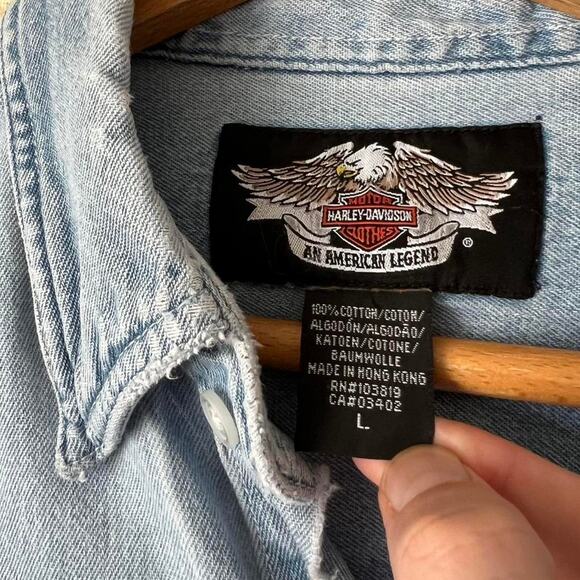 MOTOR
HARLEY-DAVIDSON
CLOTHES
AN AMERICAN LEGEND
®
100% COTTON/COTON/
ALGODÓN/ALGODÃO/
KATOEN/COTONE/
BAUMWOLLE
MADE IN HONG KONG
RN#103819
CA#03402
L.